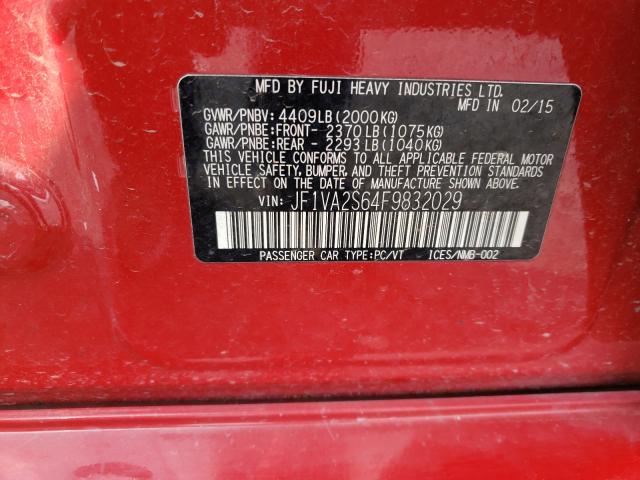 MFD BY FUJI HEAVY INDUSTRIES LTD.
MFD IN 02/15
GVWR/PNBV: 4409LB(2000KG)
GAWR/PNBE:FRONT- 2370LB(1075KG)
GAWR/PNBE:REAR - 2293LB(1040KG)
THIS VEHICLE CONFORMS TO ALL APPLICABLE FEDERAL MOTOR
VEHICLE SAFETY, BUMPER, AND THEFT PREVENTION STANDARDS
IN EFFECT ON THE DATE OF MANUFACTURE SHOWN ABOVE.
VIN: JF1VA2S64F9832029
PASSENGER CAR TYPE:PC/VT ICES/NMB-002